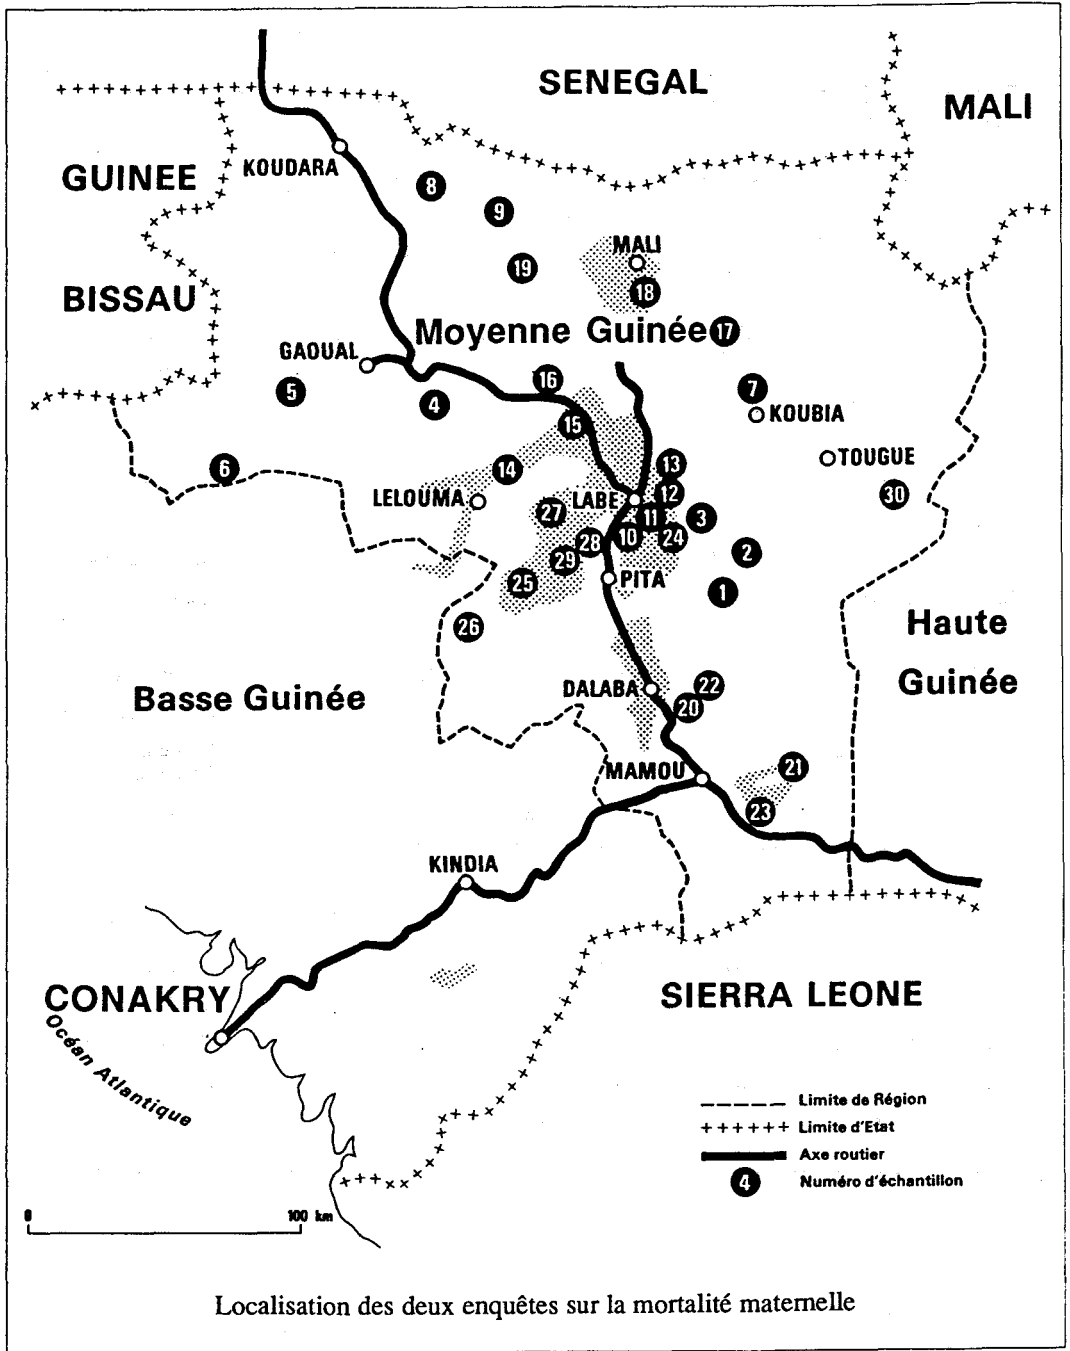 SENEGAL
MALI
GUINEE
KOUDARA
8
9
19
MALI
18
BISSAU
Moyenne Guinée
17
GAOUAL
5
4
16
7
KOUBIA
15
TOUGUE
6
14
13
30
LELOUMA
LABE
12
27
11
3
10
24
28
2
29
PITA
25
1
26
Haute
Guinée
Basse Guinée
DALABA
22
20
MAMOU
21
23
KINDIA
CONAKRY
SIERRA LEONE
Océan Atlantique
Limite de Région
Limite d'Etat
Axe routier
4
Numéro d'échantillon
0
100 km
Localisation des deux enquêtes sur la mortalité maternelle